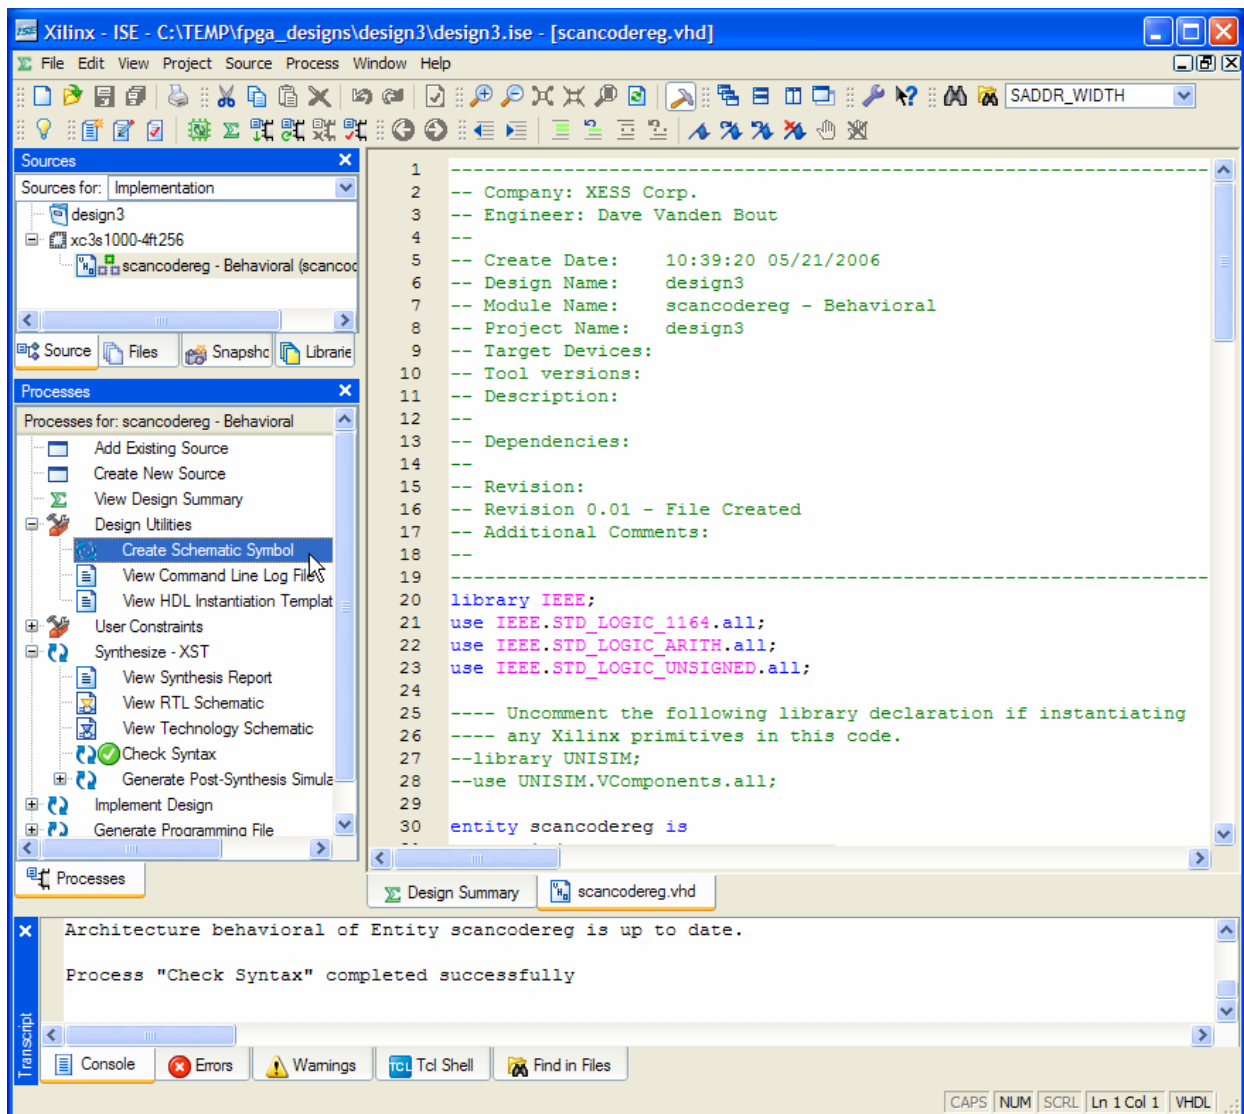 Xilinx - ISE - C:\TEMP\fpga_designs\design3\design3.ise - [scancodereg.vhd]
File Edit View Project Source Process Window Help
SADDR_WIDTH
Sources
Sources for: Implementation
design3
xc3s1000-4ft256
scancodereg - Behavioral (scancod
Source Files Snapshc Librarie
Processes
Processes for: scancodereg - Behavioral
Add Existing Source
Create New Source
View Design Summary
Design Utilities
Create Schematic Symbol
View Command Line Log File
View HDL Instantiation Templat
User Constraints
Synthesize - XST
View Synthesis Report
View RTL Schematic
View Technology Schematic
Check Syntax
Generate Post-Synthesis Simula
Implement Design
Generate Programming File
Processes
1 --------------------------------------------------------------------------------
2 -- Company: XESS Corp.
3 -- Engineer: Dave Vanden Bout
4 --
5 -- Create Date:    10:39:20 05/21/2006
6 -- Design Name:    design3
7 -- Module Name:    scancodereg - Behavioral
8 -- Project Name:   design3
9 -- Target Devices:
10 -- Tool versions:
11 -- Description:
12 --
13 -- Dependencies:
14 --
15 -- Revision:
16 -- Revision 0.01 - File Created
17 -- Additional Comments:
18 --
19 --------------------------------------------------------------------------------
20 library IEEE;
21 use IEEE.STD_LOGIC_1164.all;
22 use IEEE.STD_LOGIC_ARITH.all;
23 use IEEE.STD_LOGIC_UNSIGNED.all;
24
25 ---- Uncomment the following library declaration if instantiating
26 ---- any Xilinx primitives in this code.
27 --library UNISIM;
28 --use UNISIM.VComponents.all;
29
30 entity scancodereg is
Design Summary scancodereg.vhd
Architecture behavioral of Entity scancodereg is up to date.
Process "Check Syntax" completed successfully
Transcript
Console Errors Warnings TCL Tcl Shell Find in Files
CAPS NUM SCRL Ln 1 Col 1 VHDL